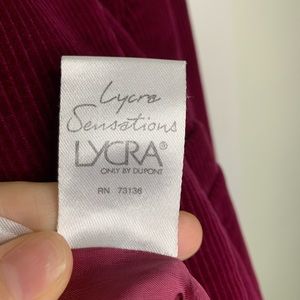 Lycra
Sensations
LYCRA®
ONLY BY DUPONT
RN 73136